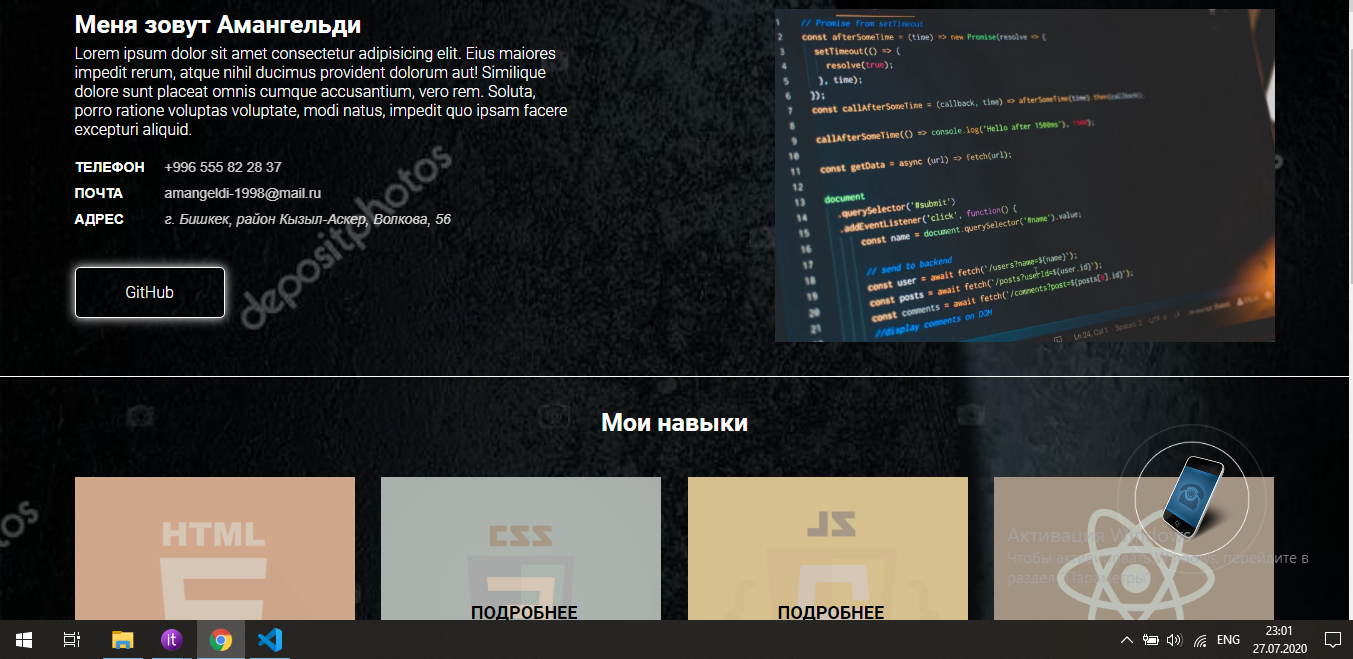 Меня зовут Амангельди
Lorem ipsum dolor sit amet consectetur adipisicing elit. Eius maiores
impedit rerum, atque nihil ducimus provident dolorum aut! Similique
dolore sunt placeat omnis cumque accusantium, vero rem. Soluta,
porro ratione voluptas voluptate, modi natus, impedit quo ipsam facere
excepturi aliquid.
ТЕЛЕФОН +996 555 82 28 37
ПОЧТА amangeldi-1998@mail.ru
АДРЕС г. Бишкек, район Кызыл-Аскер, Волкова, 56
GitHub
depositphotos
1 // Promise from setTimeout
2 const afterSomeTime = (time) => new Promise(resolve => {
3 setTimeout(() => {
4 resolve(true);
5 }, time);
6 });
7 const callAfterSomeTime = (callback, time) => afterSomeTime(time).then(callback);
8
9 callAfterSomeTime(() => console.log('Hello after 1500ms'), 1500);
10
11 const getData = async (url) => fetch(url);
12
13 document
14 .querySelector('#submit')
15 .addEventListener('click', function() {
16 const name = document.querySelector('#name').value;
17
18 // send to backend
19 const user = await fetch(`/users?name=${name}`);
20 const posts = await fetch(`/posts?userId=${user.id}`);
21 const comments = await fetch(`/comments?post=${posts[0].id}`);
//display comments on DOM
Ln 24, Col 1 Spaces: 2 UTF-8
Мои навыки
HTML
CSS
JS
ПОДРОБНЕЕ
ПОДРОБНЕЕ
Активация Windows
Чтобы активировать Windows, перейдите в
раздел "Параметры".
it
ENG
23:01
27.07.2020